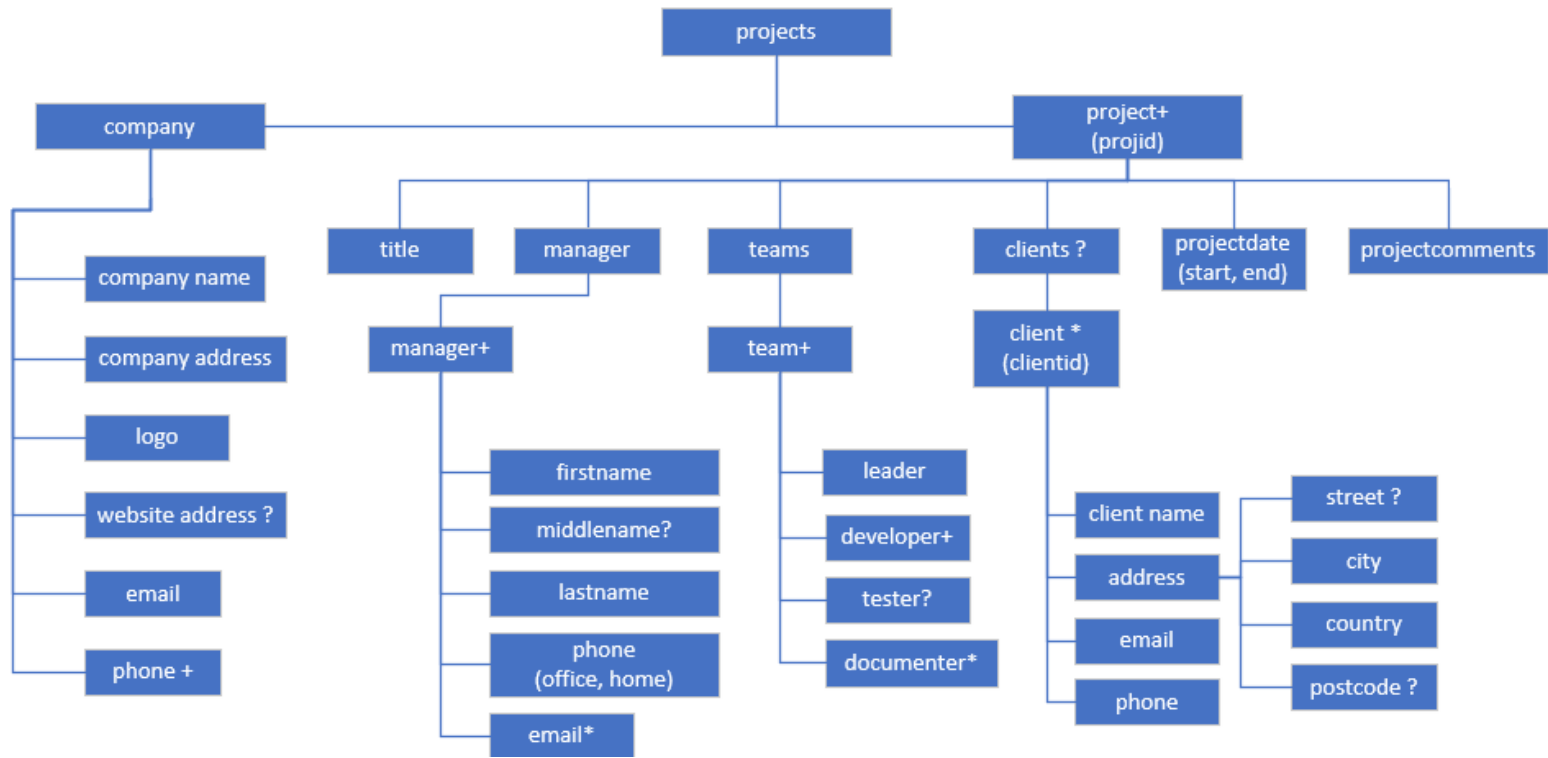 projects
company
project+
(projid)
title
manager
teams
clients ?
projectdate
(start, end)
projectcomments
company name
company address
logo
website address ?
email
phone +
manager+
firstname
middlename?
lastname
phone
(office, home)
email*
team+
leader
developer+
tester?
documenter*
client *
(clientid)
client name
address
email
phone
street ?
city
country
postcode ?